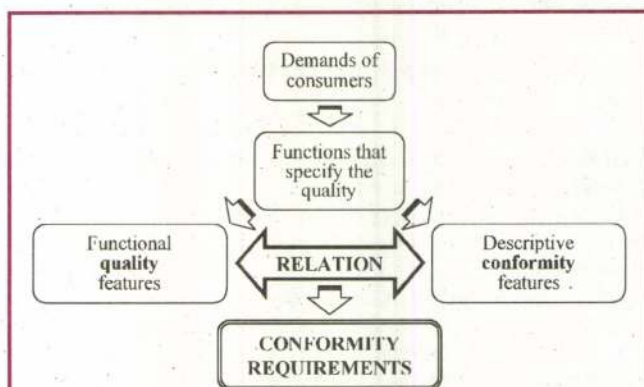 Demands of
consumers
Functions that
specify the
quality
Functional
quality
features
RELATION
Descriptive
conformity
features
CONFORMITY
REQUIREMENTS